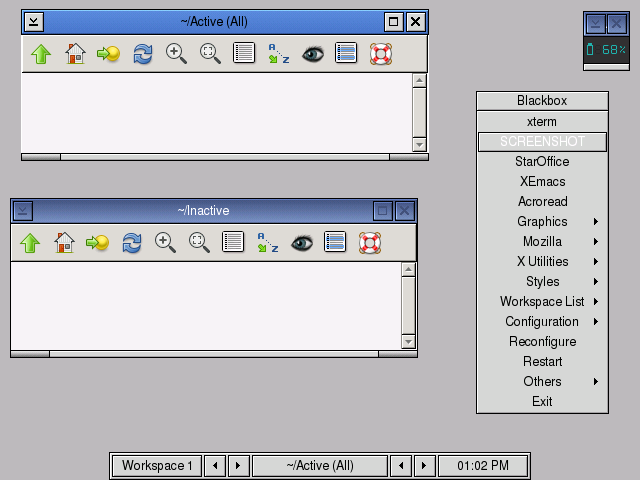 ~/Active (All)
68%
Blackbox
xterm
SCREENSHOT
StarOffice
XEmacs
Acroread
Graphics
Mozilla
X Utilities
Styles
Workspace List
Configuration
Reconfigure
Restart
Others
Exit
A
Z
~/Inactive
A
Z
Workspace 1
~/Active (All)
01:02 PM